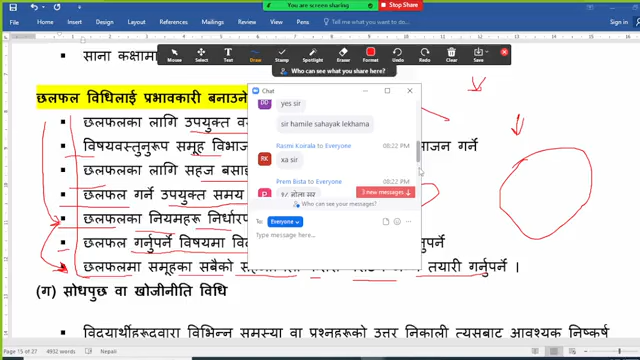 You are screen sharing
Stop Share
File Home Insert Design Layout References Mailings Review View Help Tell me what you want to do
Mouse Select Text Draw Stamp Spotlight Eraser Format Undo Redo Clear Save
Who can see what you share here?
साना कक्षामा
छलफल विधिलाई प्रभावकारी बनाउने
छलफलका लागि उपयुक्त
विषयवस्तुनुरूप समूह
छलफलका लागि सहज
छलफल गर्ने उपयुक्त समय
छलफलका नियमहरू
छलफल गर्नुपर्ने विषयमा
छलफलमा समूहका सबैको तयारी गर्नुपर्ने ।
(ग) सोधपुछ वा खोजीनीति विधि
विद्यार्थीहरूद्वारा विभिन्न समस्या वा प्रश्नहरूको उत्तर निकाली त्यसबाट आवश्यक निष्कर्ष
Chat
DD
yes sir
sir hamile sahayak lekhama
Rasmi Koirala to Everyone 08:22 PM
RK
xa sir
Prem Bista to Everyone 08:22 PM
P
3 new messages
Who can see your messages?
To: Everyone
Type message here...
Page 15 of 27 4932 words Nepali